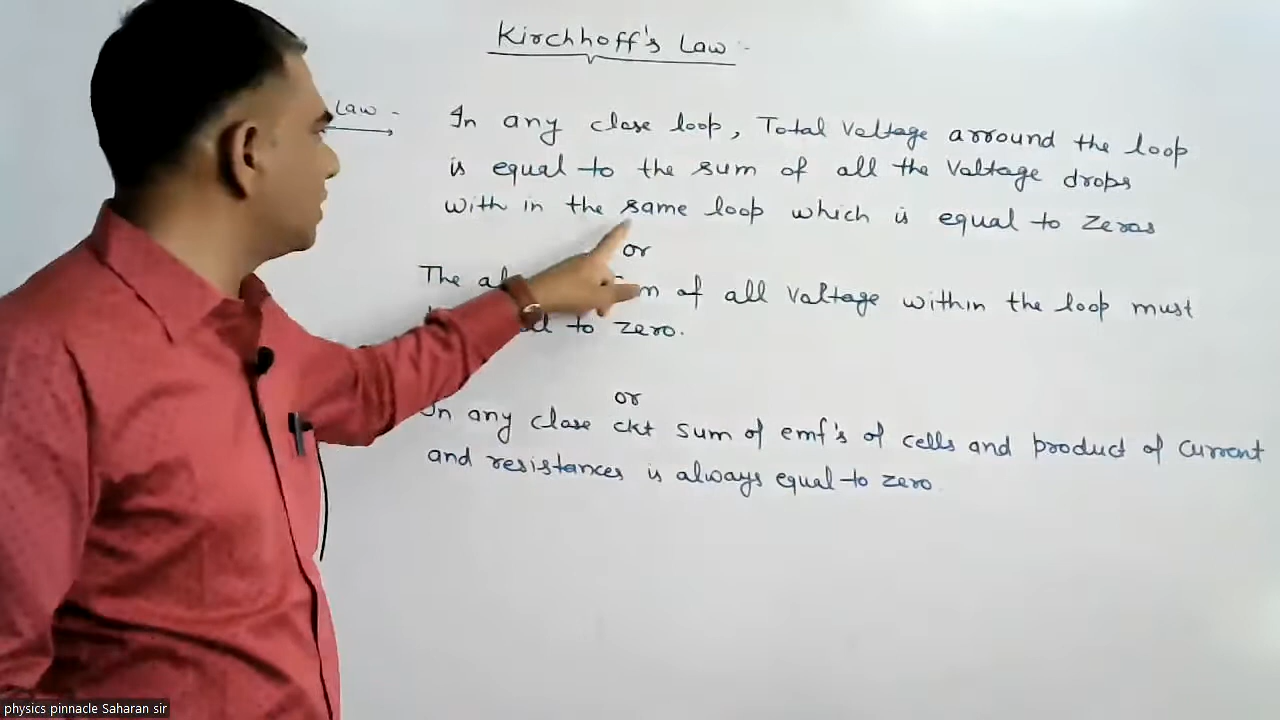 Kirchhoff's Law :-
Law -
In any close loop, Total Voltage arround the loop
is equal to the sum of all the Voltage drops
with in the same loop which is equal to Zeros
or
The of all Voltage within the loop must
to zero.
or
In any close ckt sum of emf's of cells and product of current
and resistances is always equal to zero
physics pinnacle Saharan sir